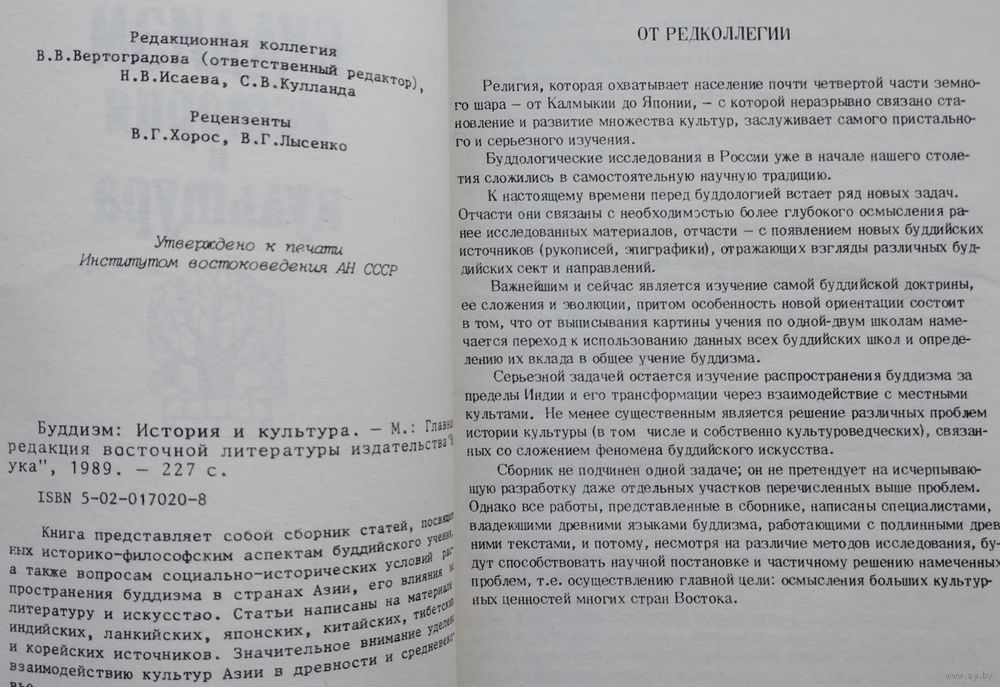 Редакционная коллегия
В.В.Вертоградова (ответственный редактор),
Н.В.Исаева, С.В.Кулланда
Рецензенты
В.Г.Хорос, В.Г.Лысенко
Утверждено к печати
Институтом востоковедения АН СССР
Буддизм: История и культура. – М.:
редакция восточной литературы издательства
ука", 1989. – 227 с.
ISBN 5-02-017020-8
Книга представляет собой сборник статей,
ных историко-философским аспектам буддийского учения,
а также вопросам социально-исторических условий рас-
пространения буддизма в странах Азии, его влияния
литературу и искусство. Статьи написаны на материале
индийских, ланкийских, японских, китайских, тибетских
и корейских источников. Значительное внимание
взаимодействию культур Азии в древности и
ОТ РЕДКОЛЛЕГИИ
Религия, которая охватывает население почти четвертой части земно-
го шара – от Калмыкии до Японии, – с которой неразрывно связано ста-
новление и развитие множества культур, заслуживает самого пристально-
го и серьезного изучения.
Буддологические исследования в России уже в начале нашего столе-
тия сложились в самостоятельную научную традицию.
К настоящему времени перед буддологией встает ряд новых задач.
Отчасти они связаны с необходимостью более глубокого осмысления ра-
нее исследованных материалов, отчасти – с появлением новых буддийских
источников (рукописей, эпиграфики), отражающих взгляды различных буд-
дийских сект и направлений.
Важнейшим и сейчас является изучение самой буддийской доктрины,
ее сложения и эволюции, притом особенность новой ориентации состоит
в том, что от выписывания картины учения по одной-двум школам наме-
чается переход к использованию данных всех буддийских школ и опреде-
лению их вклада в общее учение буддизма.
Серьезной задачей остается изучение распространения буддизма за
пределы Индии и его трансформации через взаимодействие с местными
культами. Не менее существенным является решение различных проблем
истории культуры (в том числе и собственно культуроведческих), связан-
ных со сложением феномена буддийского искусства.
Сборник не подчинен одной задаче; он не претендует на исчерпываю-
щую разработку даже отдельных участков перечисленных выше проблем.
Однако все работы, представленные в сборнике, написаны специалистами,
владеющими древними языками буддизма, работающими с подлинными древ
ними текстами, и потому, несмотря на различие методов исследования, бу-
дут способствовать научной постановке и частичному решению намеченных
проблем, т.е. осуществлению главной цели: осмысления больших культур-
ных ценностей многих стран Востока.
www.ay.by